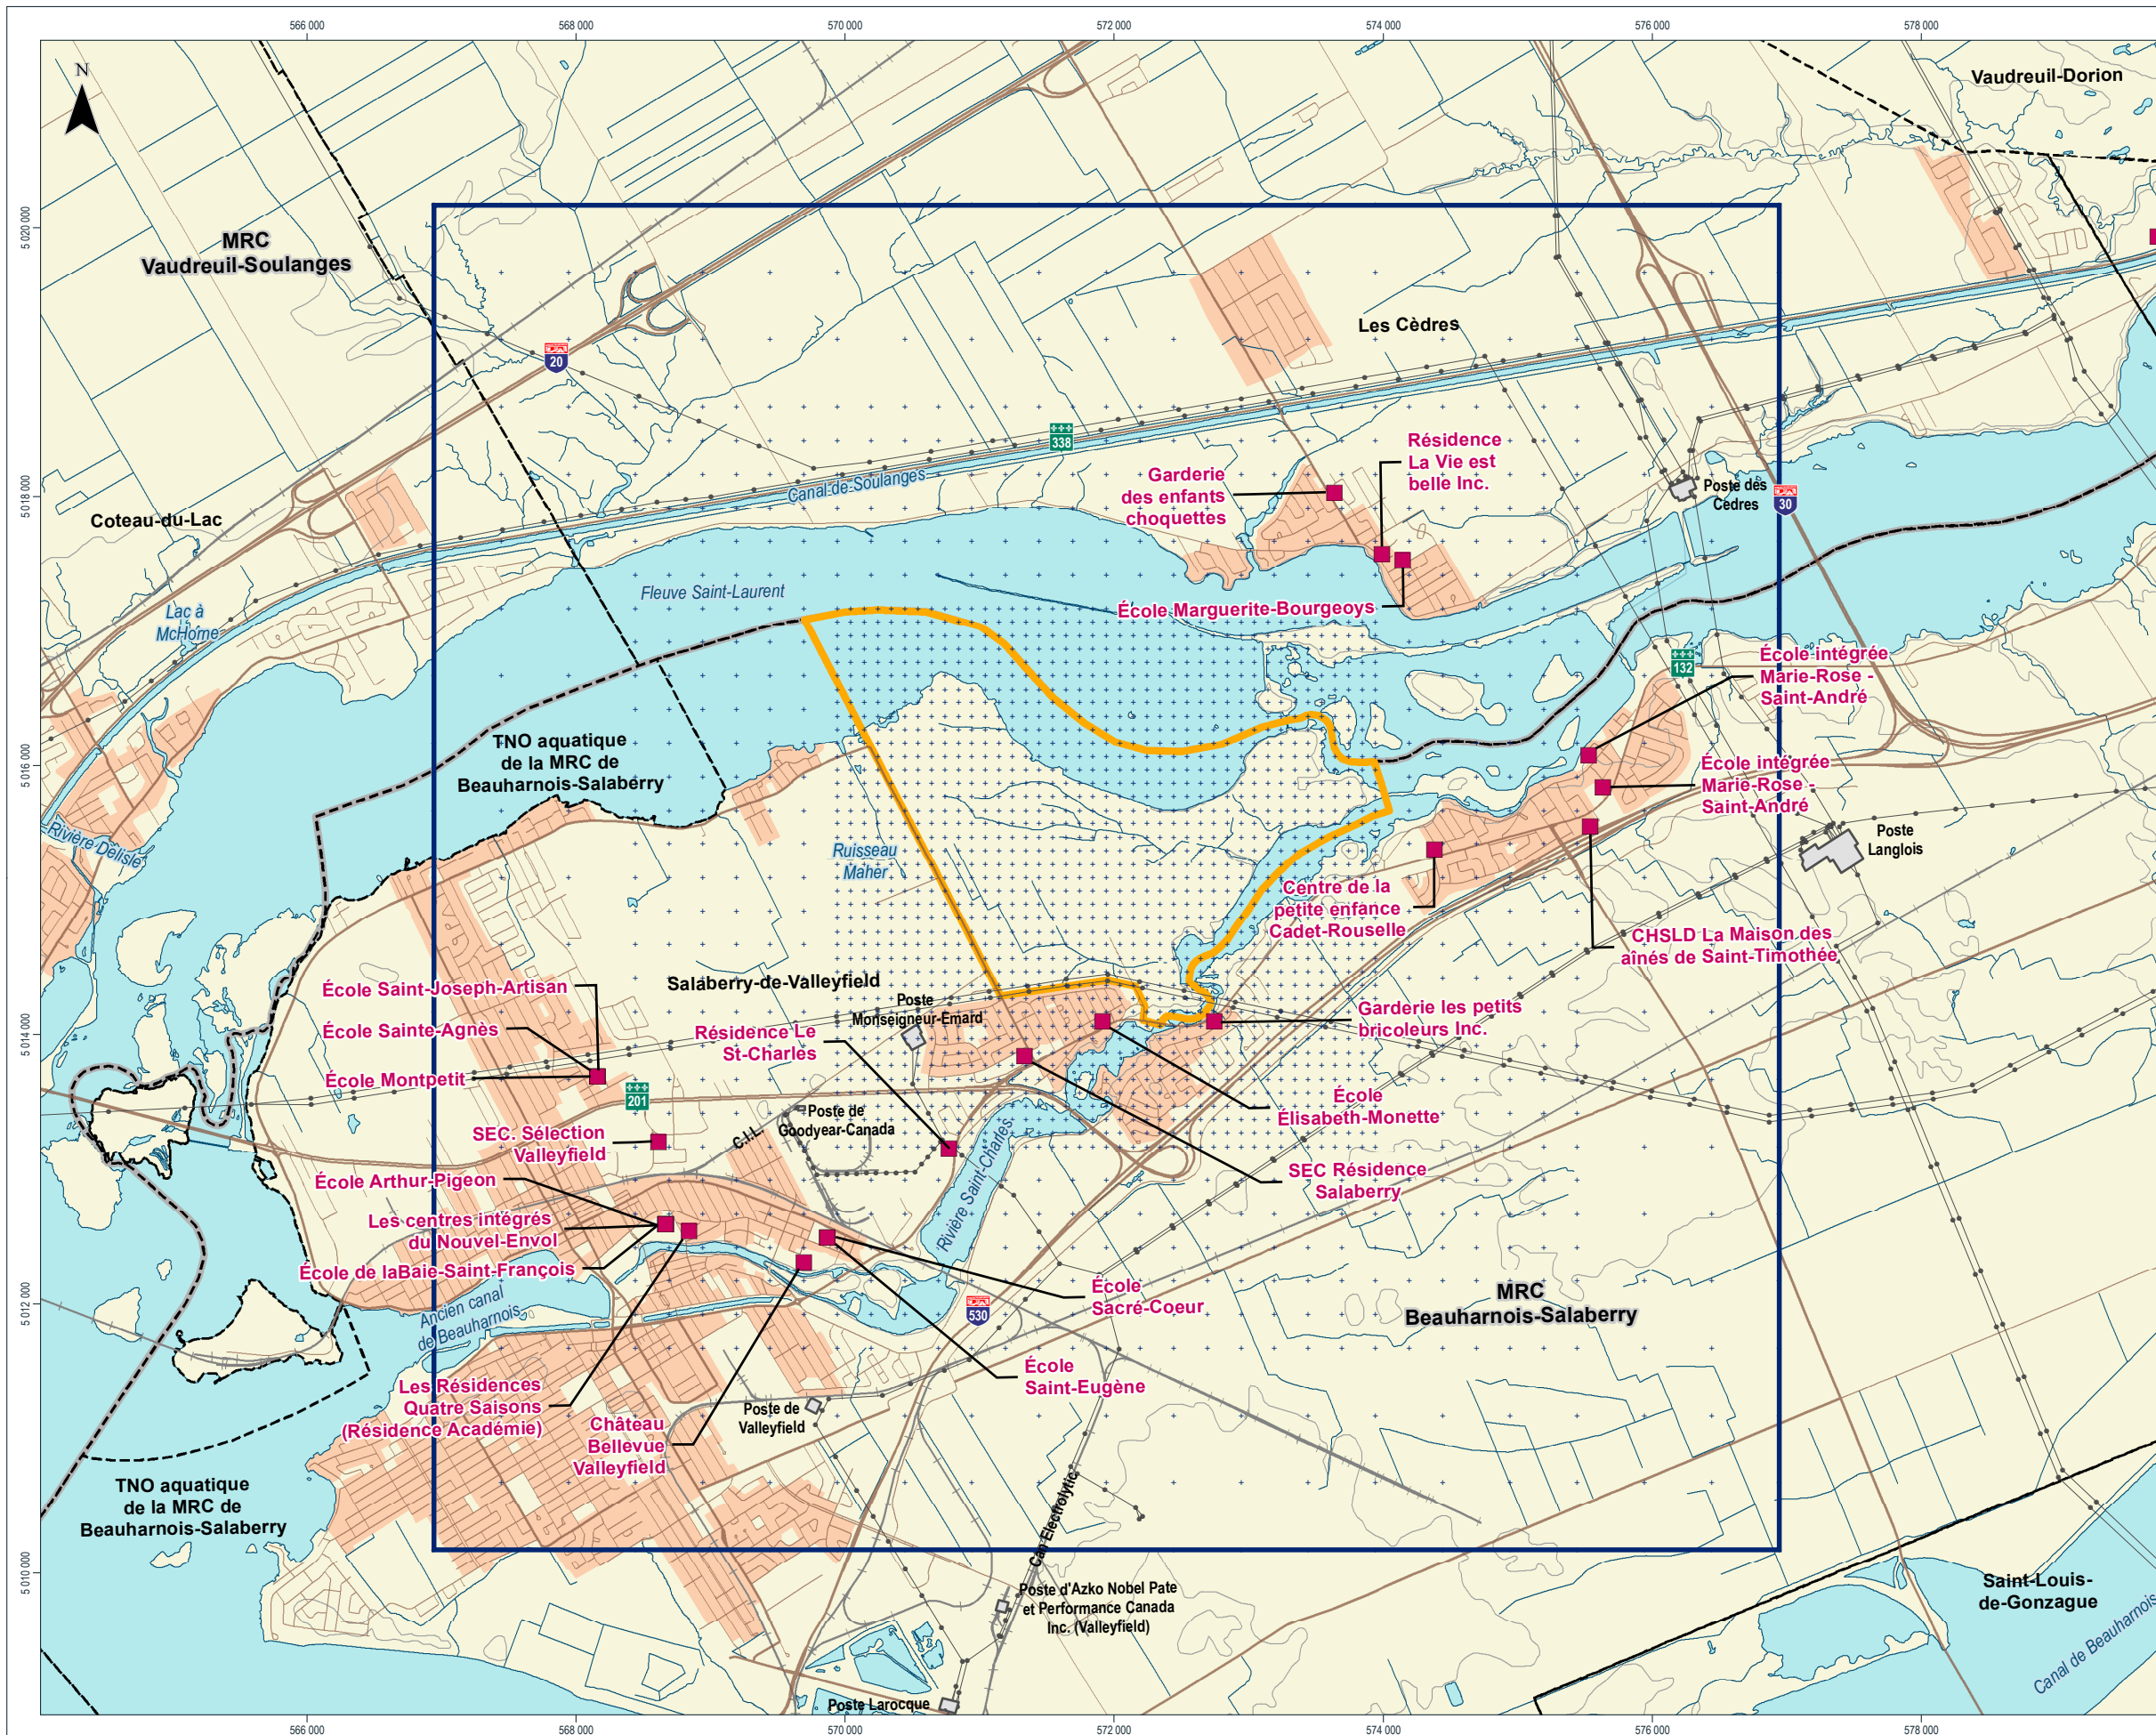 566 000
568 000
570 000
572 000
574 000
576 000
578 000
N
Vaudreuil-Dorion
5 020 000
MRC
Vaudreuil-Soulanges
Les Cèdres
20
338
Résidence
La Vie est
belle Inc.
Garderie
des enfants
choquettes
Canal de Soulanges
5 018 000
Poste des
Cèdres
30
Coteau-du-Lac
Fleuve Saint-Laurent
Lac à
McHorne
École Marguerite-Bourgeoys
132
École intégrée
Marie-Rose -
Saint-André
TNO aquatique
de la MRC de
Beauharnois-Salaberry
5 016 000
École intégrée
Marie-Rose -
Saint-André
Rivière Delisle
Ruisseau
Maher
Poste
Langlois
Centre de la
petite enfance
Cadet-Rouselle
CHSLD La Maison des
aînés de Saint-Timothée
Salaberry-de-Valleyfield
École Saint-Joseph-Artisan
Poste
Monseigneur-Emard
Garderie les petits
bricoleurs Inc.
École Sainte-Agnès
5 014 000
Résidence Le
St-Charles
École Montpetit
201
École
Élisabeth-Monette
Poste de
Goodyear-Canada
C.I.L.
SEC. Sélection
Valleyfield
Rivière Saint-Charles
SEC Résidence
Salaberry
École Arthur-Pigeon
Les centres intégrés
du Nouvel-Envol
École de laBaie-Saint-François
École
Sacré-Coeur
MRC
Beauharnois-Salaberry
5 012 000
Ancien canal
de Beauharnois
530
École
Saint-Eugène
Les Résidences
Quatre Saisons
(Résidence Académie)
Poste de
Valleyfield
Château
Bellevue
Valleyfield
TNO aquatique
de la MRC de
Beauharnois-Salaberry
Can Electrolytic
5 010 000
Poste d'Azko Nobel Pate
et Performance Canada
Inc. (Valleyfield)
Saint-Louis-
de-Gonzague
Canal de Beauharnois
Poste Larocque
566 000
568 000
570 000
572 000
574 000
576 000
578 000